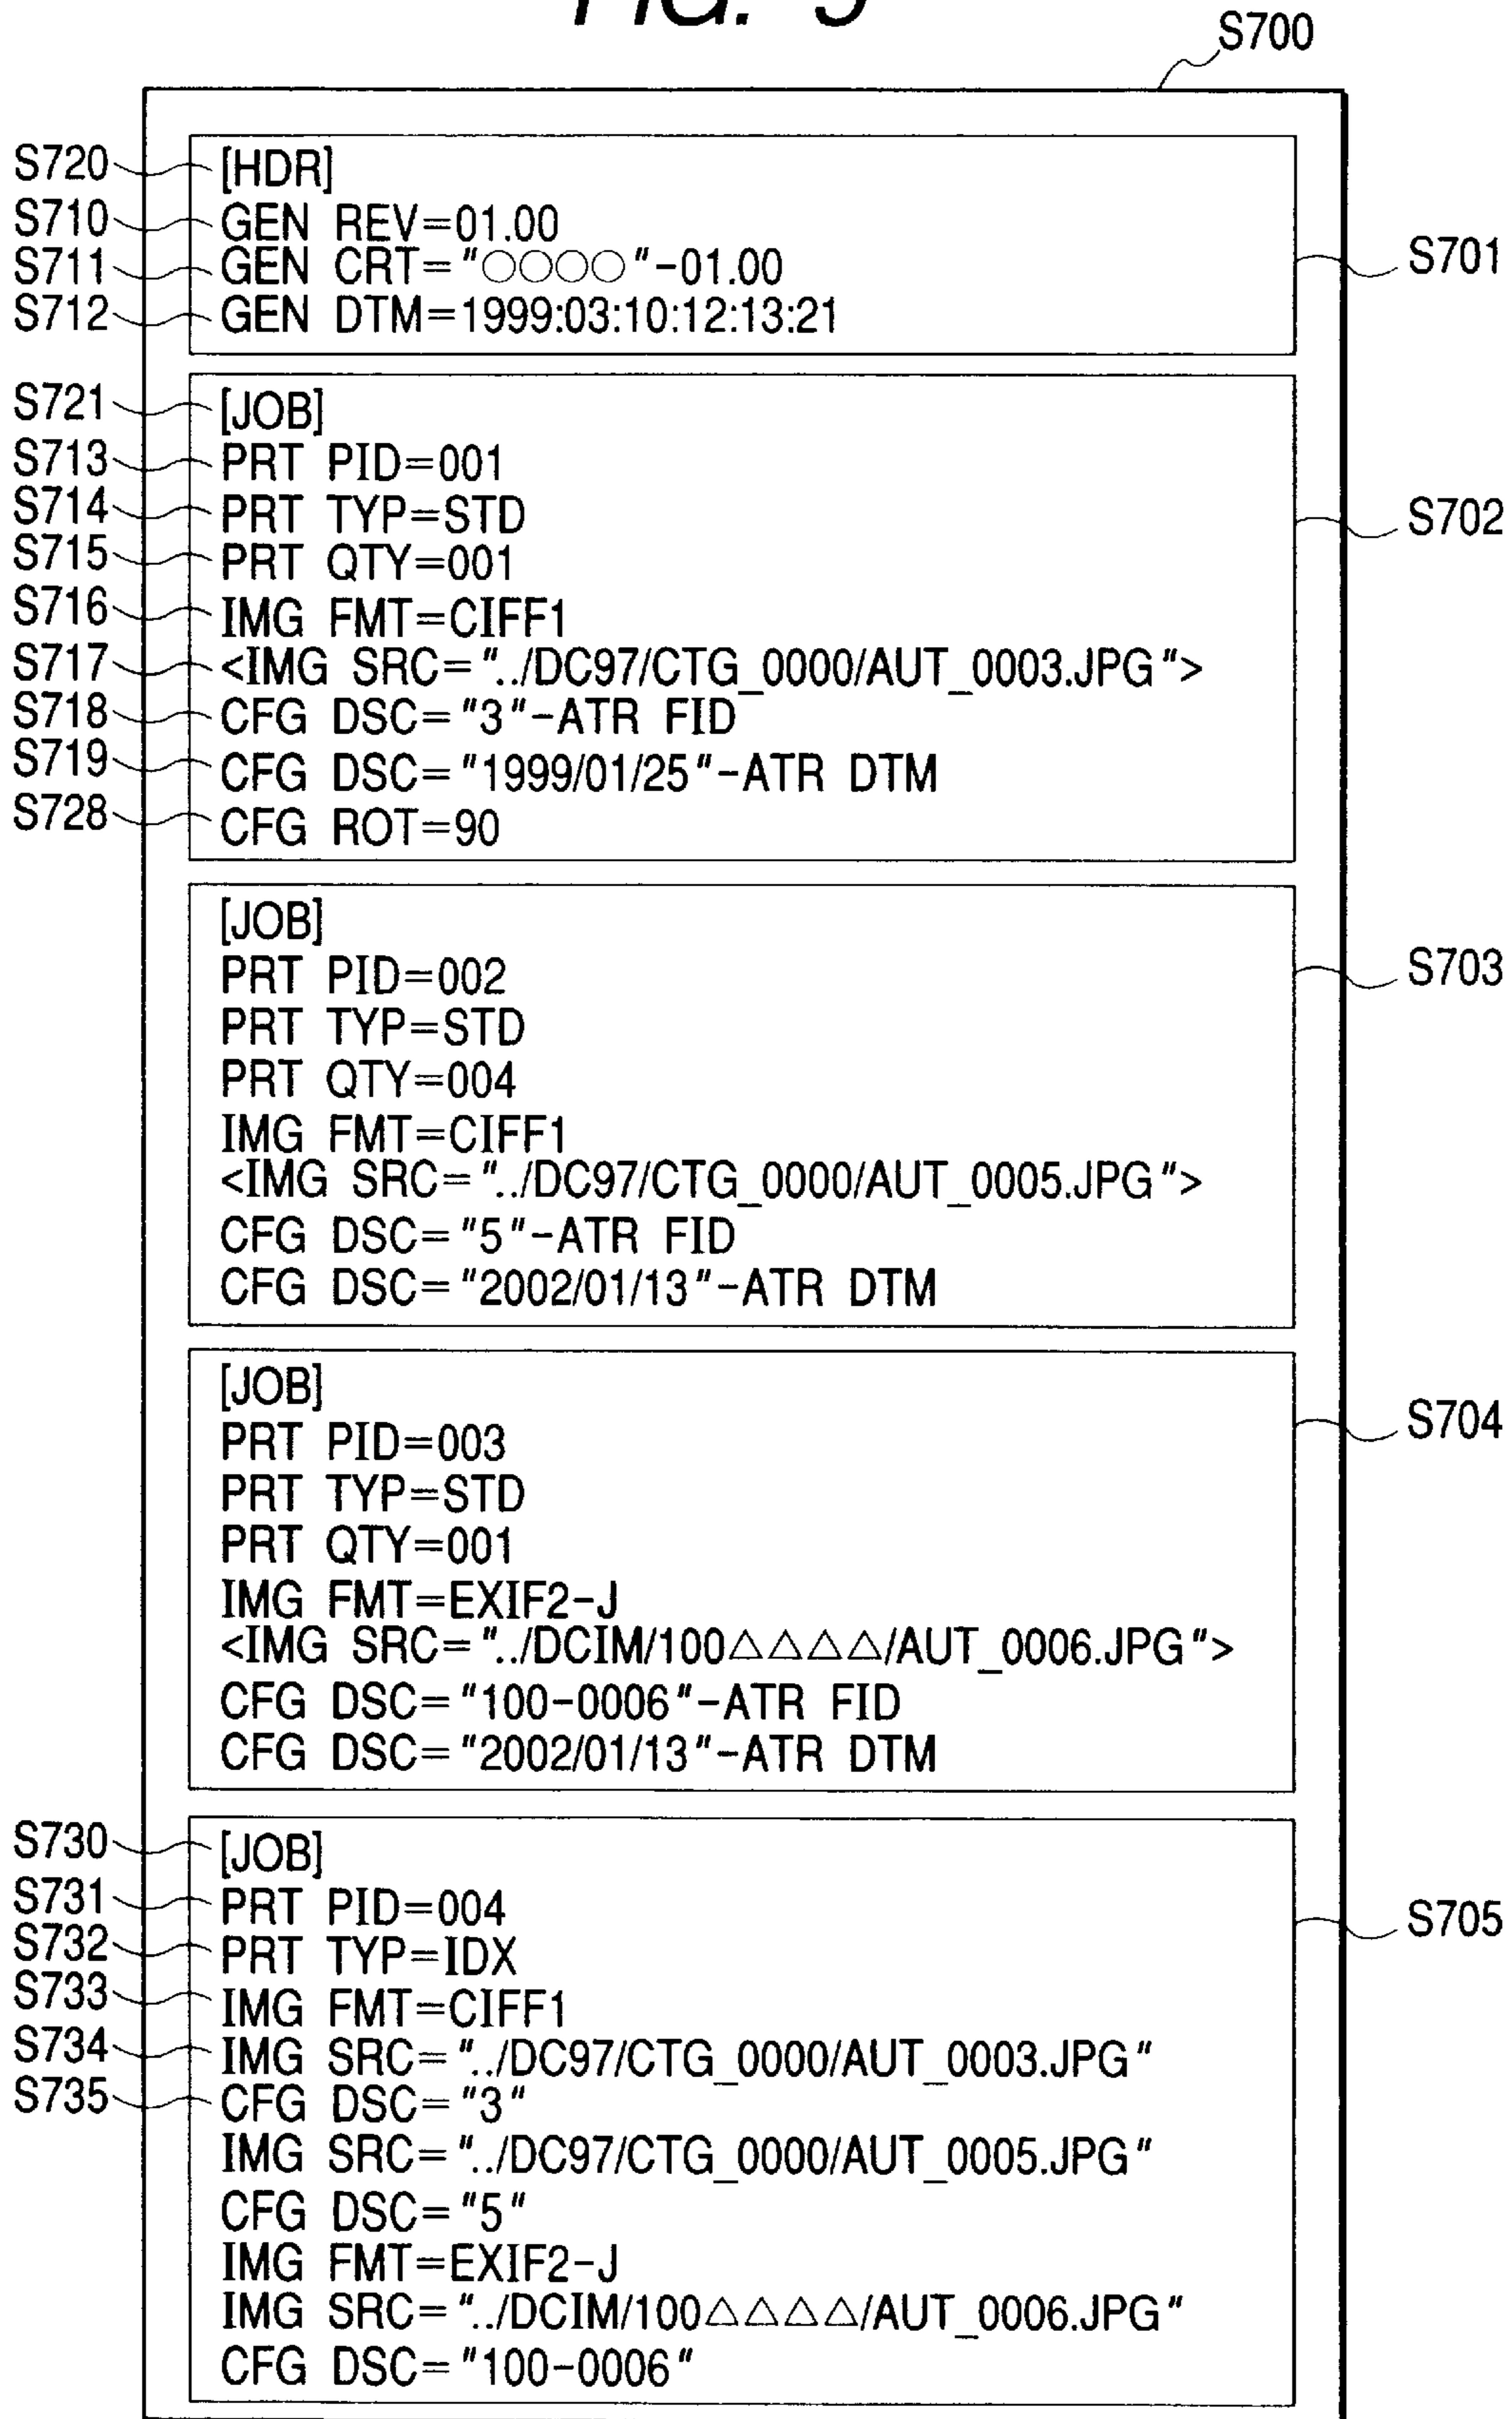 FIG. 9
S700
S720 [HDR]
S710 GEN REV=01.00
S711 GEN CRT="○○○○"-01.00
S701
S712 GEN DTM=1999:03:10:12:13:21
S721 [JOB]
S713 PRT PID=001
S714 PRT TYP=STD
S702
S715 PRT QTY=001
S716 IMG FMT=CIFF1
S717 <IMG SRC="../DC97/CTG_0000/AUT_0003.JPG">
S718 CFG DSC="3"-ATR FID
S719 CFG DSC="1999/01/25"-ATR DTM
S728 CFG ROT=90
[JOB]
S703
PRT PID=002
PRT TYP=STD
PRT QTY=004
IMG FMT=CIFF1
<IMG SRC="../DC97/CTG_0000/AUT_0005.JPG">
CFG DSC="5"-ATR FID
CFG DSC="2002/01/13"-ATR DTM
[JOB]
S704
PRT PID=003
PRT TYP=STD
PRT QTY=001
IMG FMT=EXIF2-J
<IMG SRC="../DCIM/100△△△△/AUT_0006.JPG">
CFG DSC="100-0006"-ATR FID
CFG DSC="2002/01/13"-ATR DTM
S730 [JOB]
S731 PRT PID=004
S705
S732 PRT TYP=IDX
S733 IMG FMT=CIFF1
S734 IMG SRC="../DC97/CTG_0000/AUT_0003.JPG"
S735 CFG DSC="3"
IMG SRC="../DC97/CTG_0000/AUT_0005.JPG"
CFG DSC="5"
IMG FMT=EXIF2-J
IMG SRC="../DCIM/100△△△△/AUT_0006.JPG"
CFG DSC="100-0006"